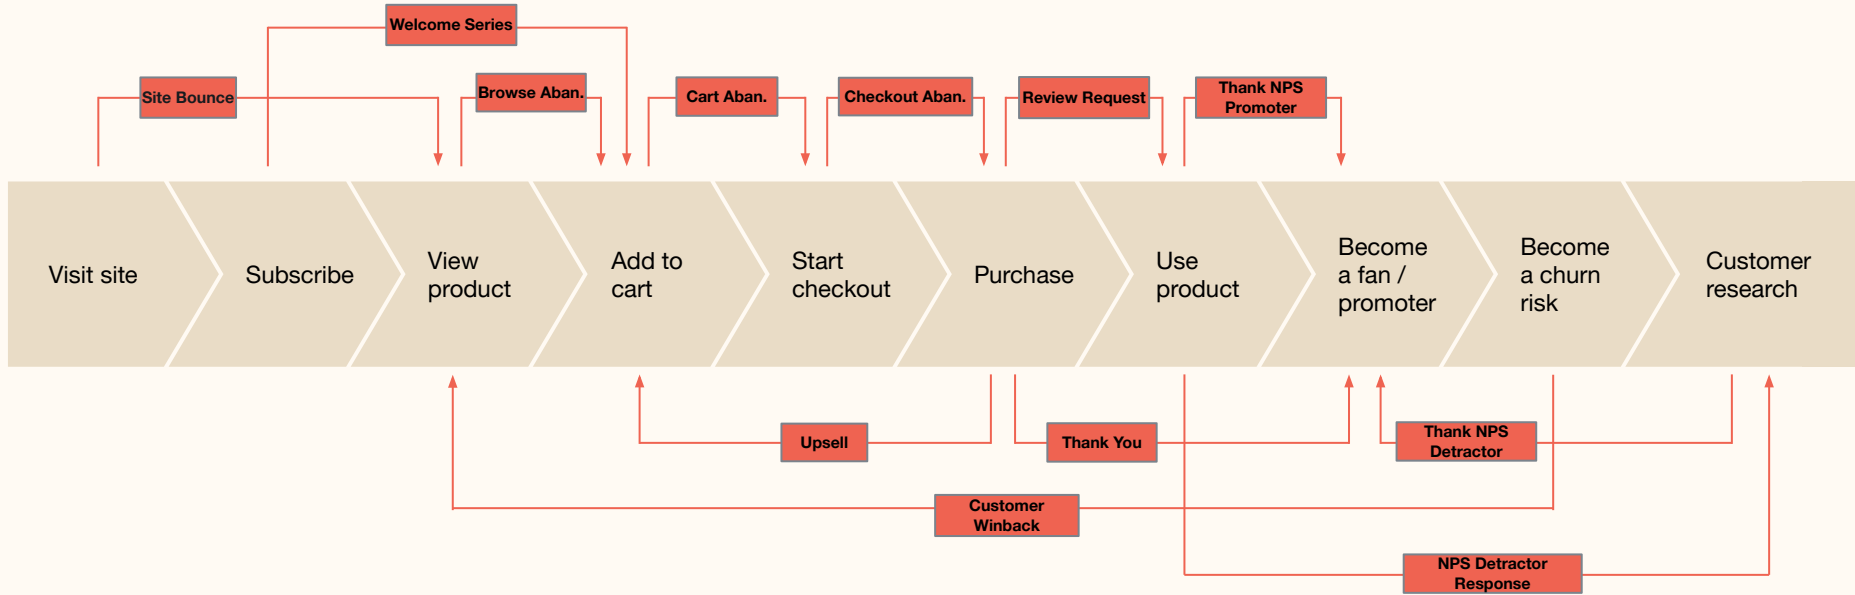 Welcome Series
Site Bounce
Browse Aban.
Cart Aban.
Checkout Aban.
Review Request
Thank NPS
Promoter
Visit site
Subscribe
View
product
Add to
cart
Start
checkout
Purchase
Use
product
Become
a fan /
promoter
Become
a churn
risk
Customer
research
Upsell
Thank You
Thank NPS
Detractor
Customer
Winback
NPS Detractor
Response